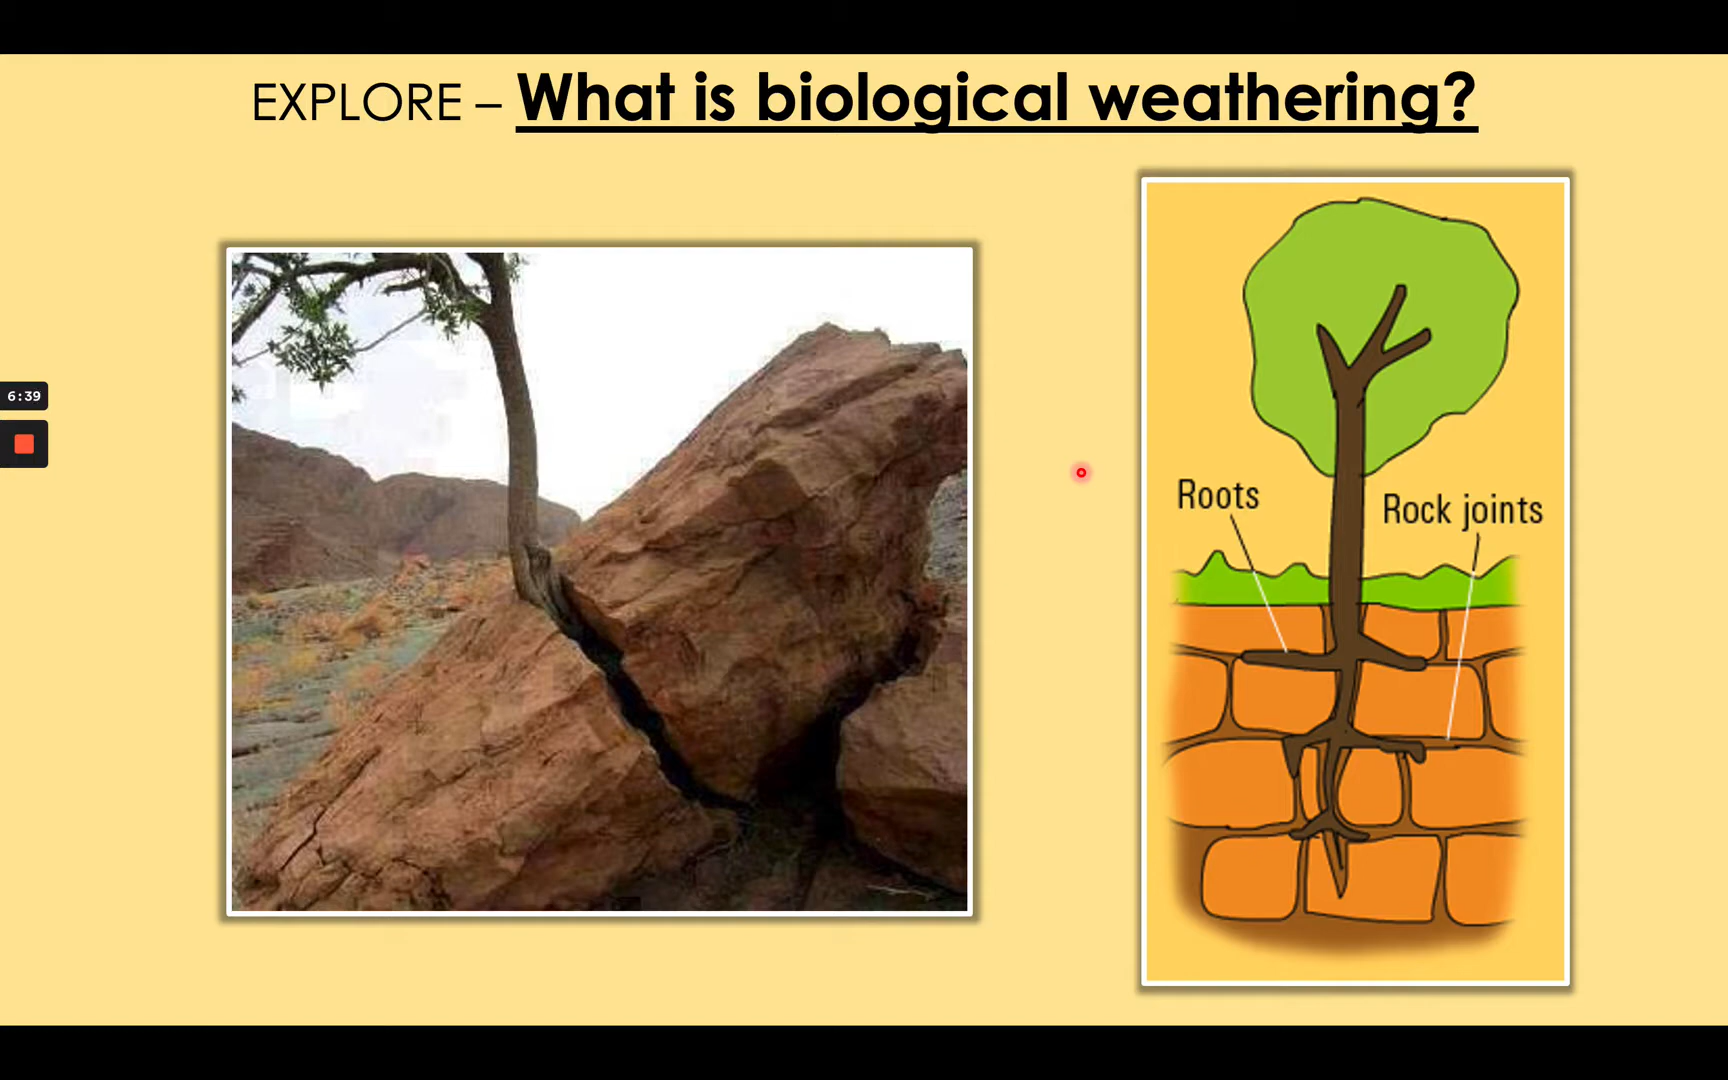 EXPLORE – What is biological weathering?
6:39
Roots
Rock joints